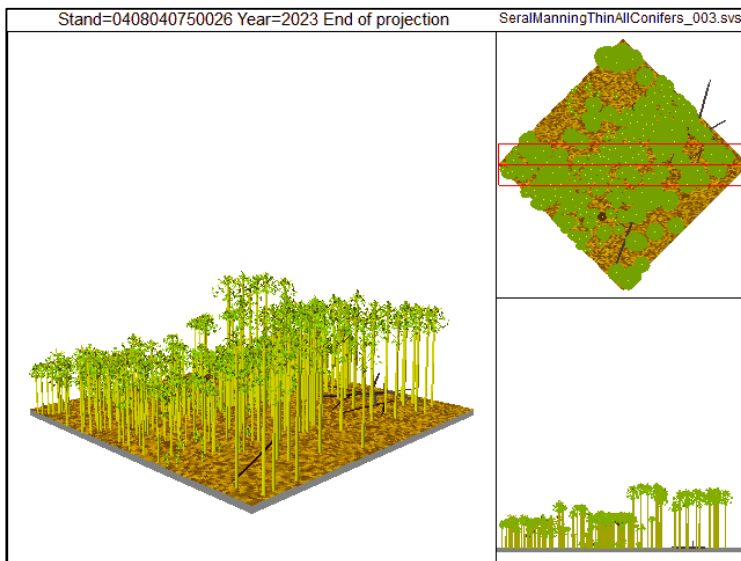 Stand=0408040750026 Year=2023 End of projection
SeralManningThinAllConifers_003.svs